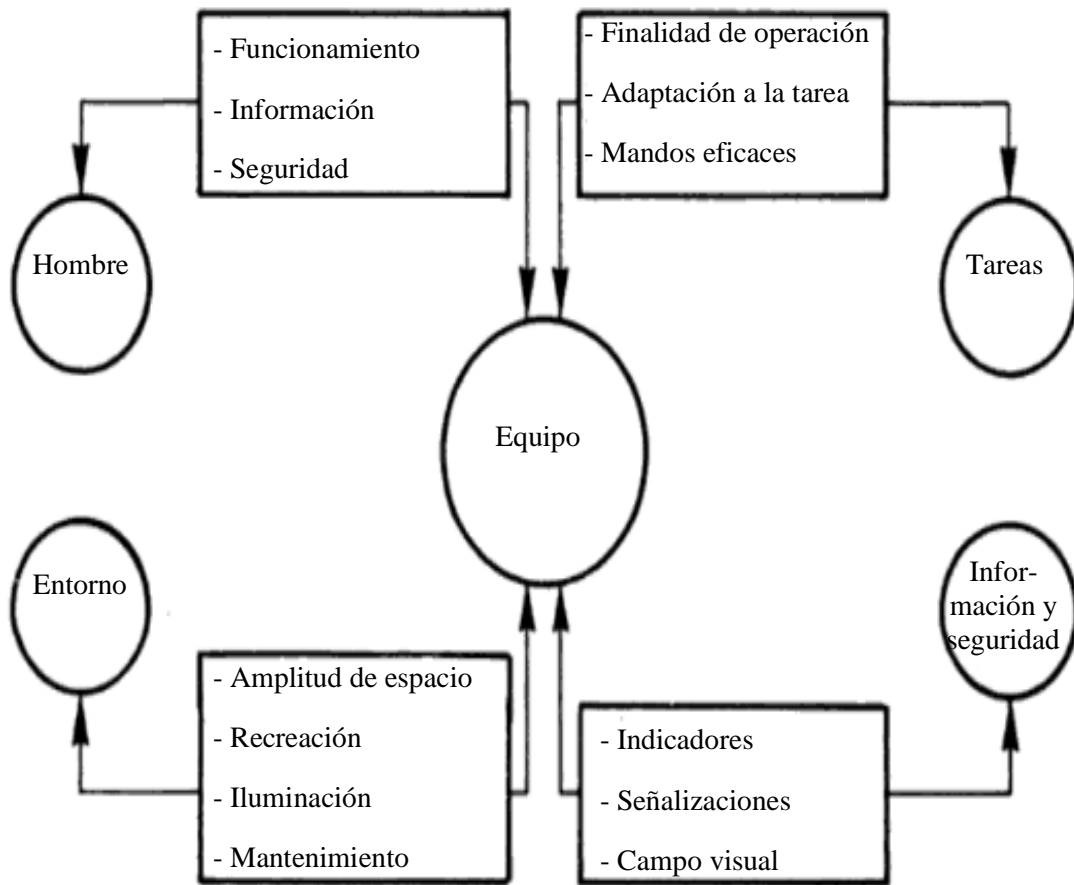 - Funcionamiento
- Información
- Seguridad
- Finalidad de operación
- Adaptación a la tarea
- Mandos eficaces
Hombre
Tareas
Equipo
Entorno
Infor-
mación y
seguridad
- Amplitud de espacio
- Recreación
- Iluminación
- Mantenimiento
- Indicadores
- Señalizaciones
- Campo visual